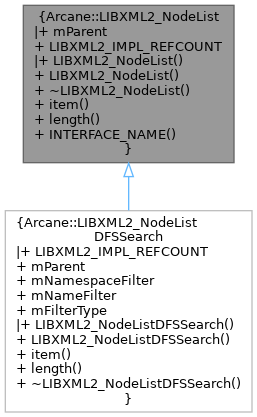 {Arcane::LIBXML2_NodeList
|+ mParent
+ LIBXML2_IMPL_REFCOUNT
|+ LIBXML2_NodeList()
+ LIBXML2_NodeList()
+ ~LIBXML2_NodeList()
+ item()
+ length()
+ INTERFACE_NAME()
}
{Arcane::LIBXML2_NodeList
DFSSearch
|+ LIBXML2_IMPL_REFCOUNT
+ mParent
+ mNamespaceFilter
+ mNameFilter
+ mFilterType
|+ LIBXML2_NodeListDFSSearch()
+ LIBXML2_NodeListDFSSearch()
+ item()
+ length()
+ ~LIBXML2_NodeListDFSSearch()
}